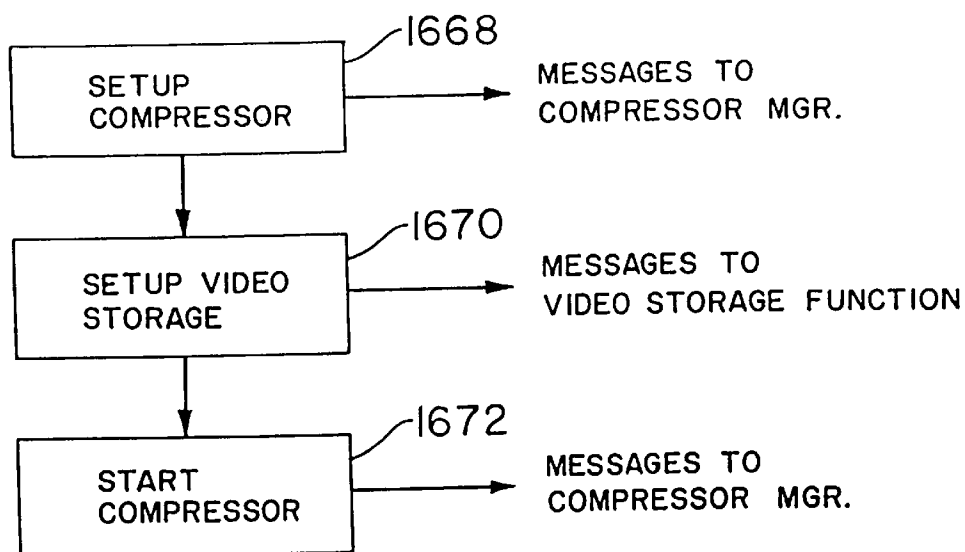 1668
SETUP
COMPRESSOR
MESSAGES TO
COMPRESSOR MGR.
1670
SETUP VIDEO
STORAGE
MESSAGES TO
VIDEO STORAGE FUNCTION
1672
START
COMPRESSOR
MESSAGES TO
COMPRESSOR MGR.